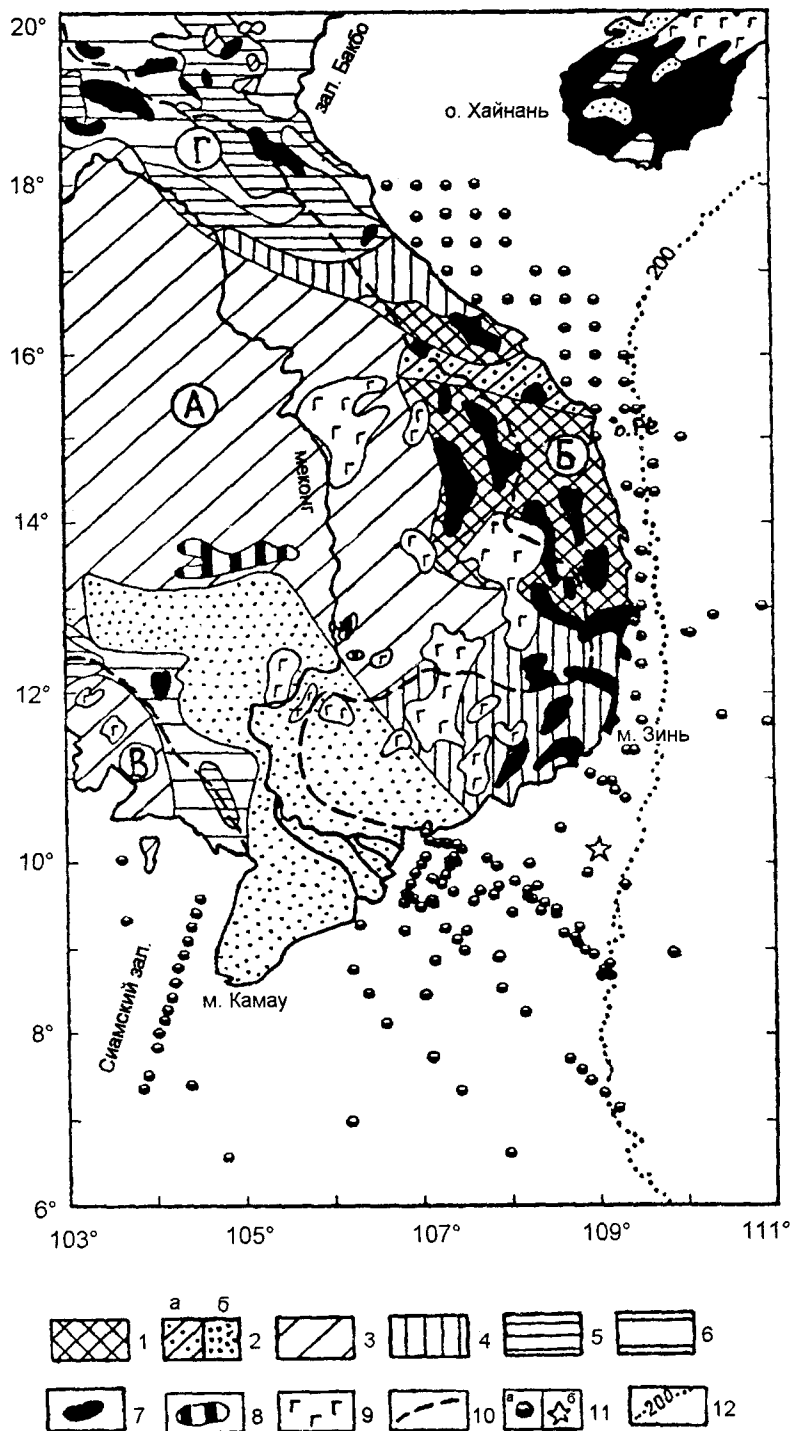 20°
зал. Бакбо
о. Хайнань
Г
18°
200
16°
А
о. Ре
Б
меконг
14°
12°
м. Зинь
В
10°
Сиамский зал.
м. Камау
8°
6°
103° 105° 107° 109° 111°
а б
1 2 3 4 5 6
а б
7 8 9 10 11 -200- 12